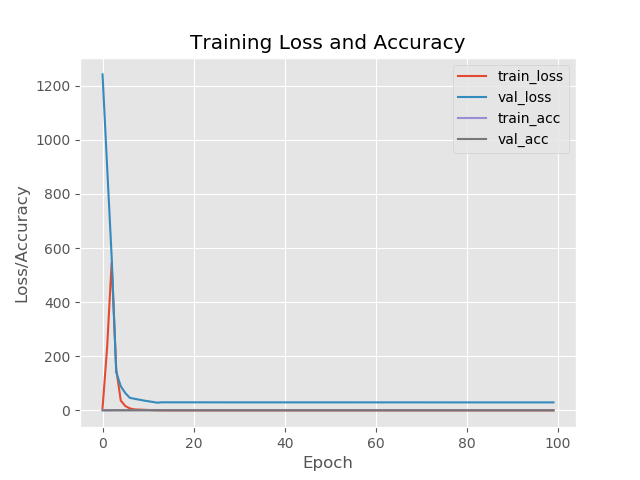 Training Loss and Accuracy
train_loss
val_loss
train_acc
val_acc
1200
1000
800
600
400
200
0
Loss/Accuracy
0 20 40 60 80 100
Epoch